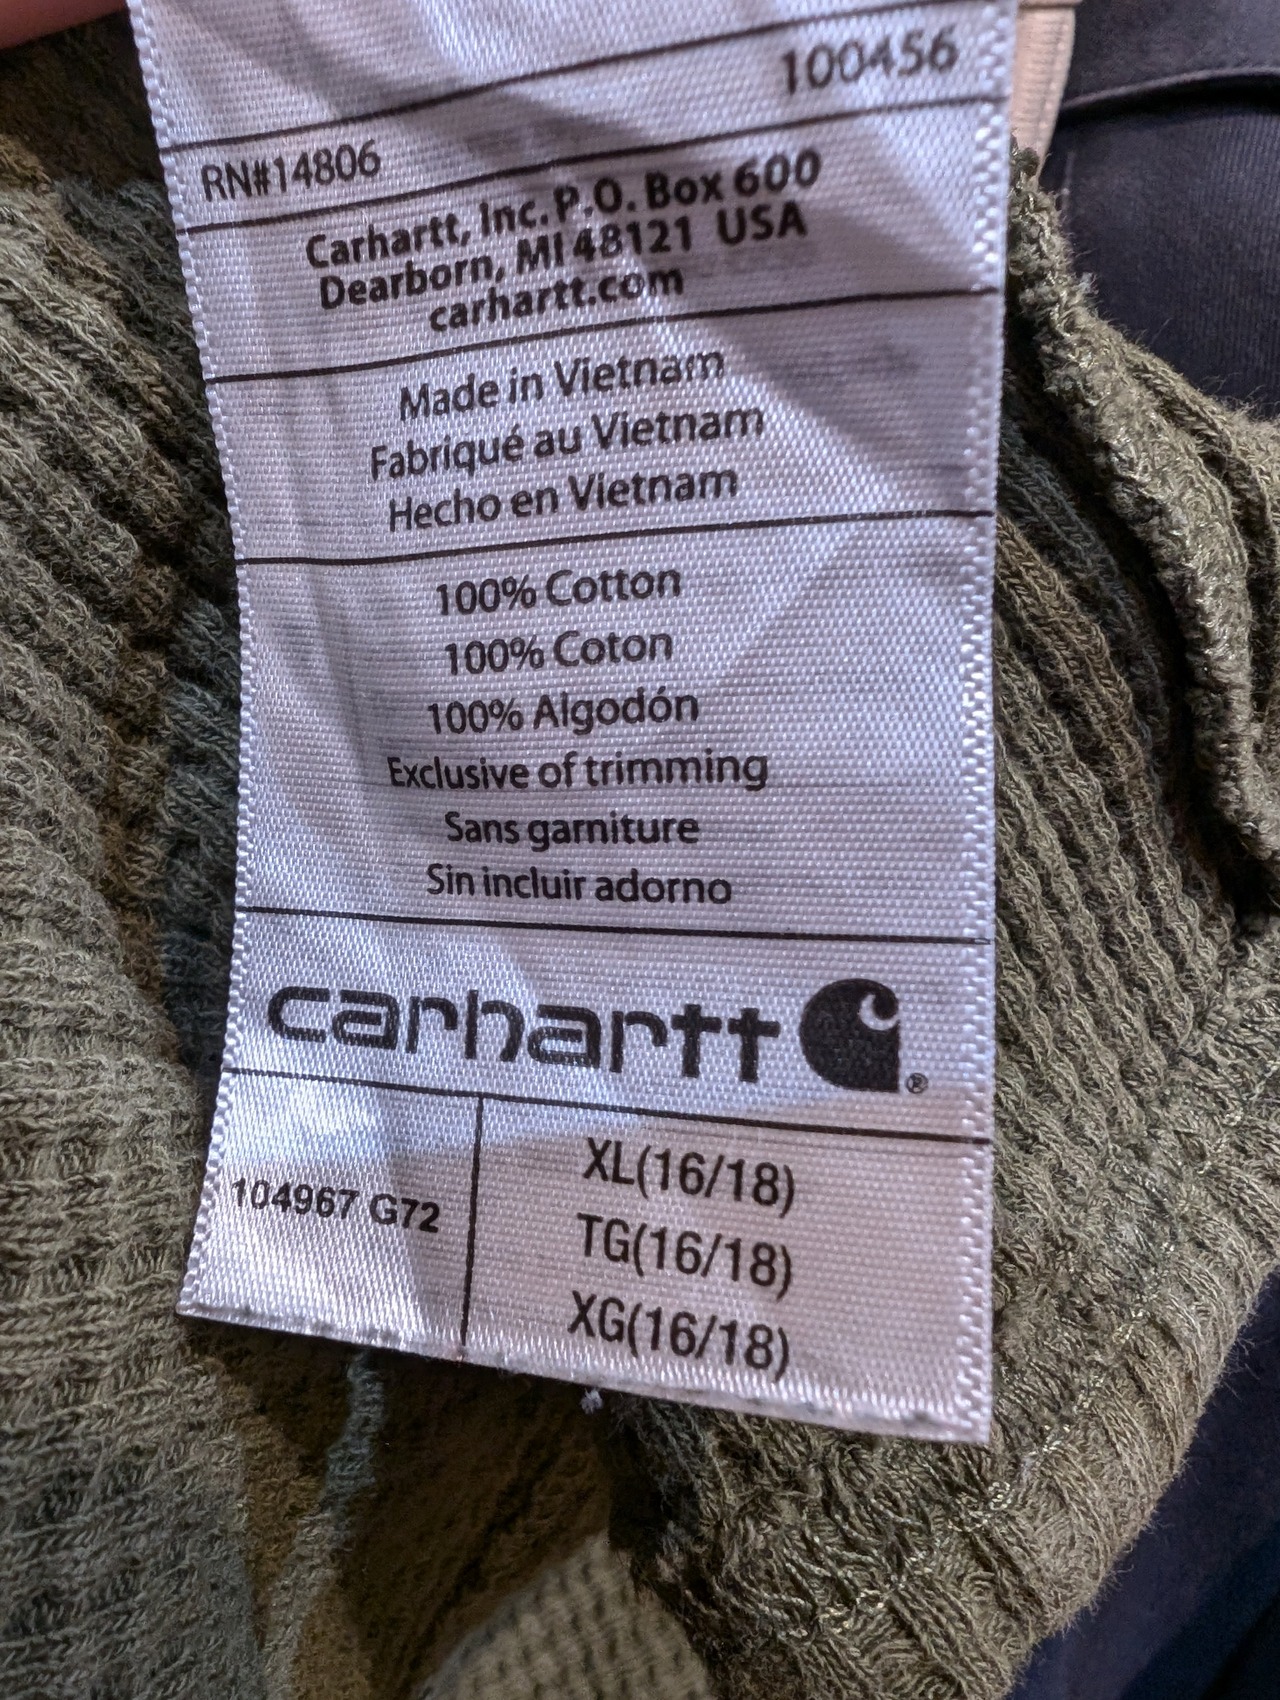 100456
RN#14806
Carhartt, Inc. P.O. Box 600
Dearborn, MI 48121 USA
carhartt.com
Made in Vietnam
Fabriqué au Vietnam
Hecho en Vietnam
100% Cotton
100% Coton
100% Algodón
Exclusive of trimming
Sans garniture
Sin incluir adorno
carhartt ®
104967 G72
XL(16/18)
TG(16/18)
XG(16/18)